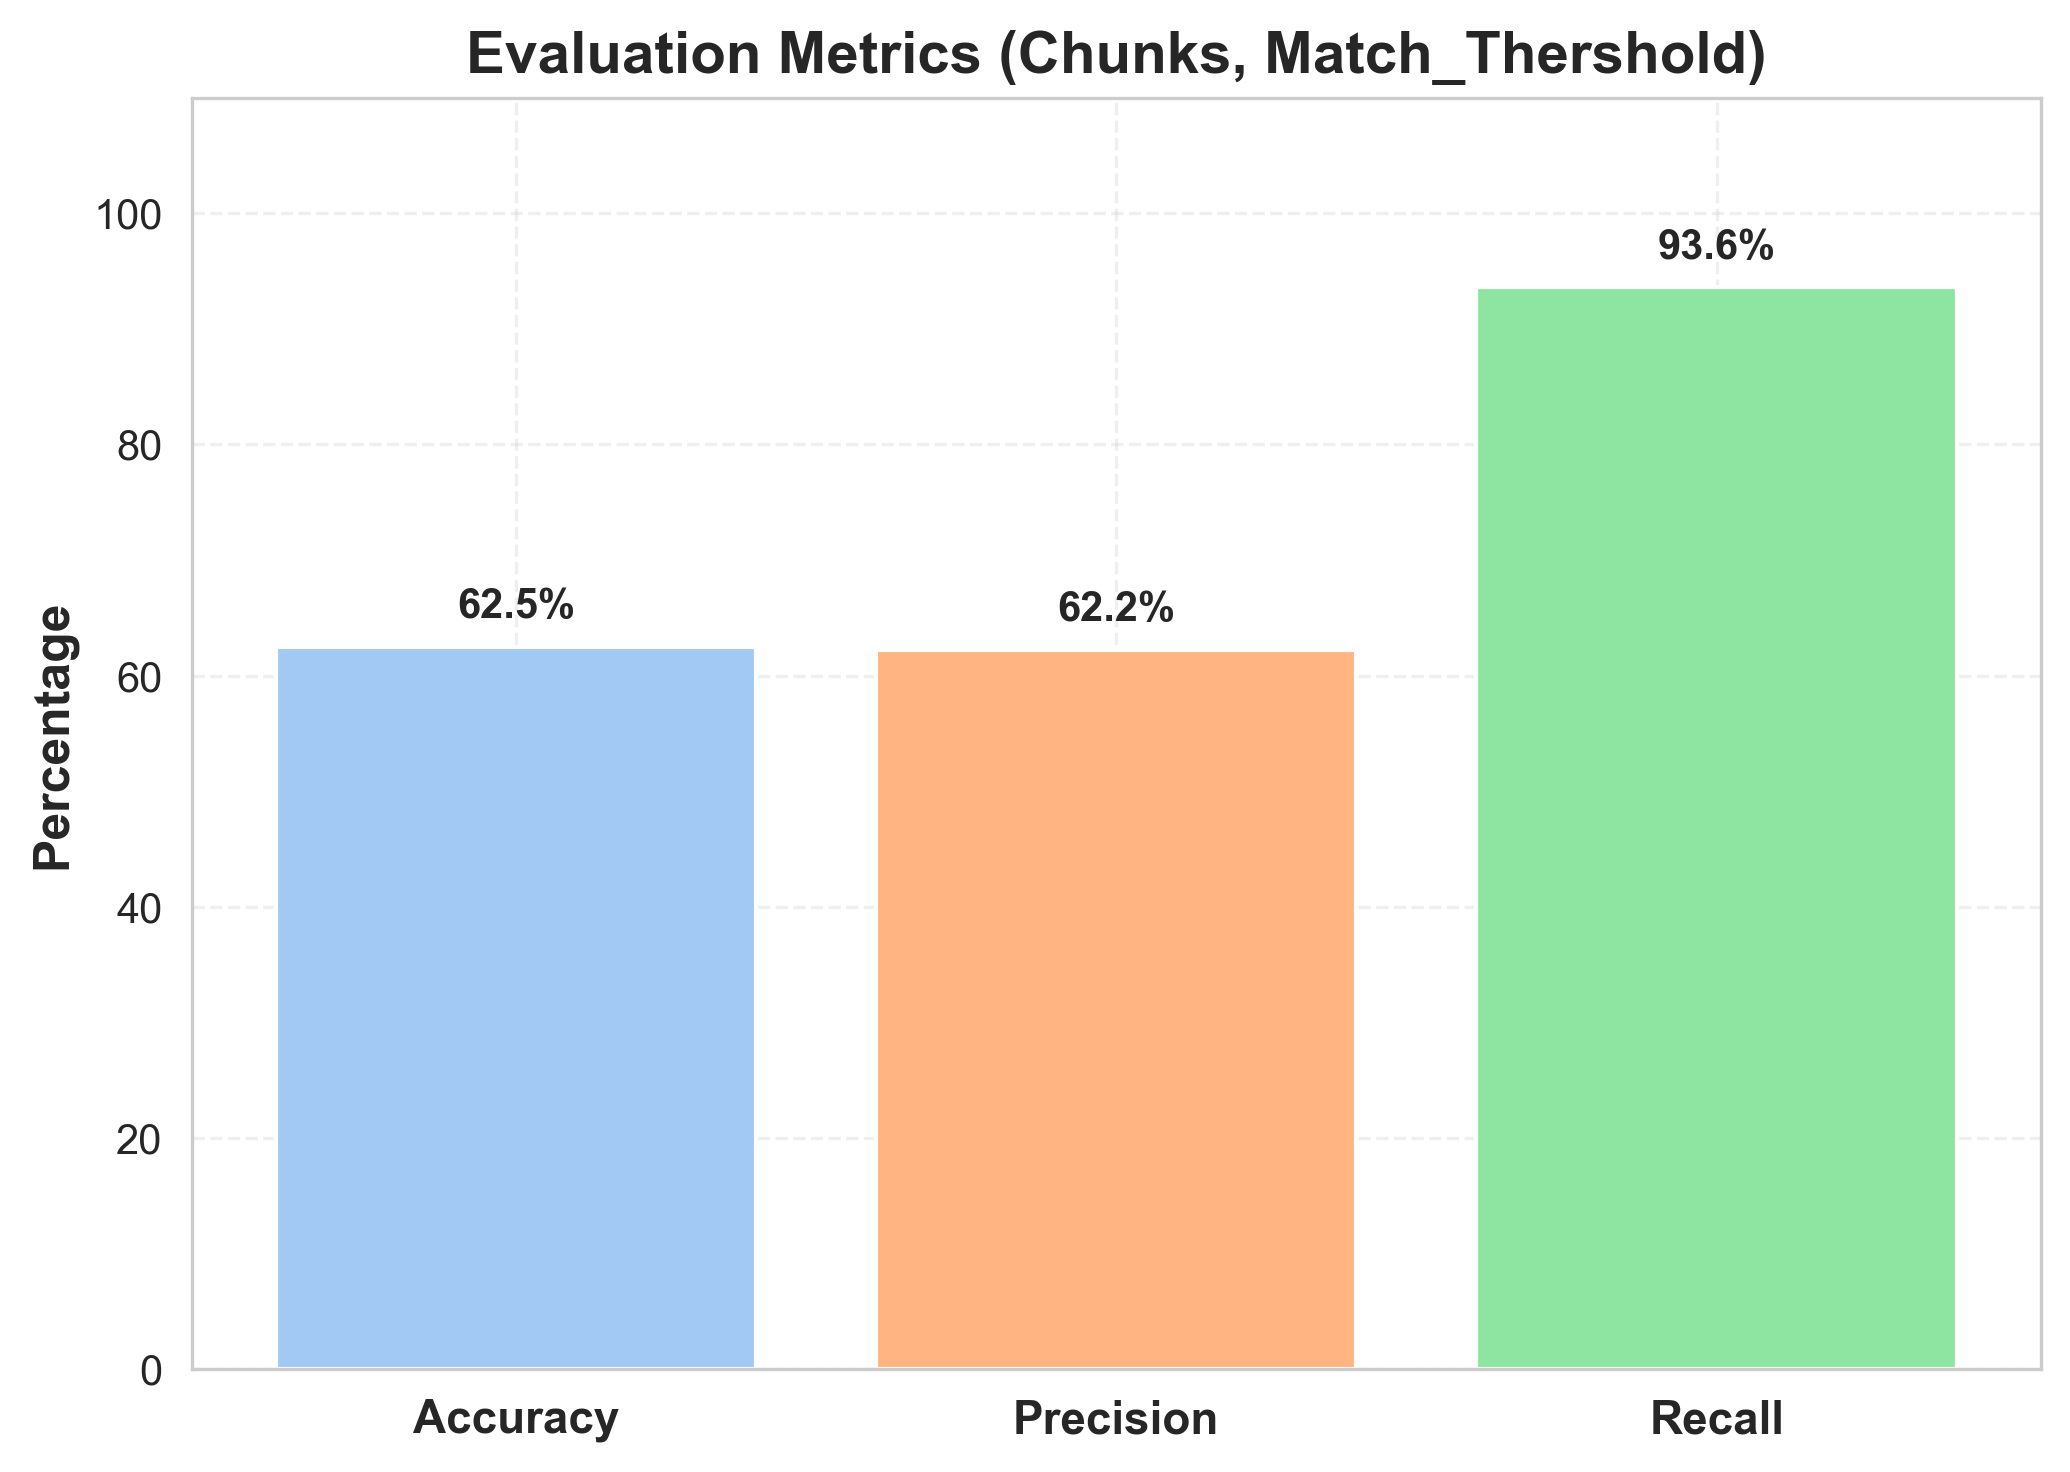 Evaluation Metrics (Chunks, Match_Thershold)
Percentage
100
80
60
40
20
0
62.5%
62.2%
93.6%
Accuracy
Precision
Recall